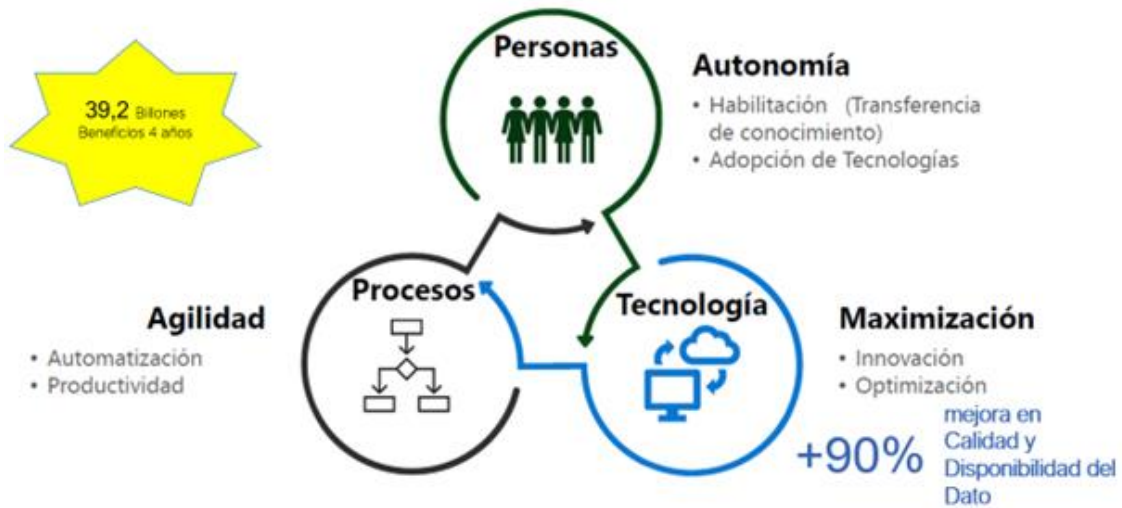 39,2 Billones
Beneficios 4 años
Personas
Autonomía
• Habilitación (Transferencia
de conocimiento)
• Adopción de Tecnologías
Procesos
Agilidad
• Automatización
• Productividad
Tecnología
Maximización
• Innovación
• Optimización
+90%
mejora en
Calidad y
Disponibilidad del
Dato